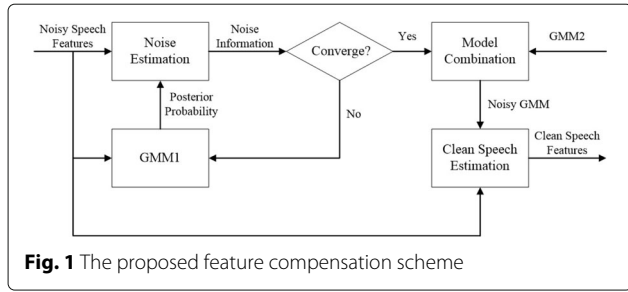 Noisy Speech
Features
Noise
Estimation
Noise
Information
Converge?
Yes
Model
Combination
GMM2
Posterior
Probability
No
Noisy GMM
GMM1
Clean Speech
Estimation
Clean Speech
Features
Fig. 1 The proposed feature compensation scheme